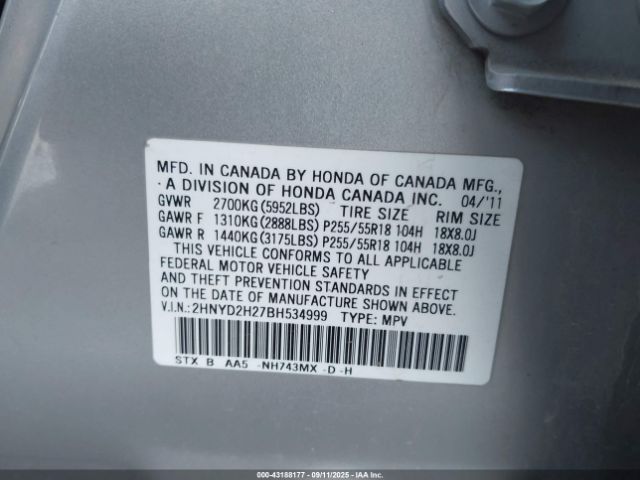 MFD. IN CANADA BY HONDA OF CANADA MFG.,
A DIVISION OF HONDA CANADA INC. 04/'11
GVWR 2700KG(5952LBS) TIRE SIZE RIM SIZE
GAWR F 1310KG(2888LBS) P255/55R18 104H 18X8.0J
GAWR R 1440KG(3175LBS) P255/55R18 104H 18X8.0J
THIS VEHICLE CONFORMS TO ALL APPLICABLE
FEDERAL MOTOR VEHICLE SAFETY
AND THEFT PREVENTION STANDARDS IN EFFECT
ON THE DATE OF MANUFACTURE SHOWN ABOVE.
V.I.N.:2HNYD2H27BH534999 TYPE: MPV
STX B AA5 -NH743MX -D -H
000-43188177 - 09/11/2025 - IAAI.com